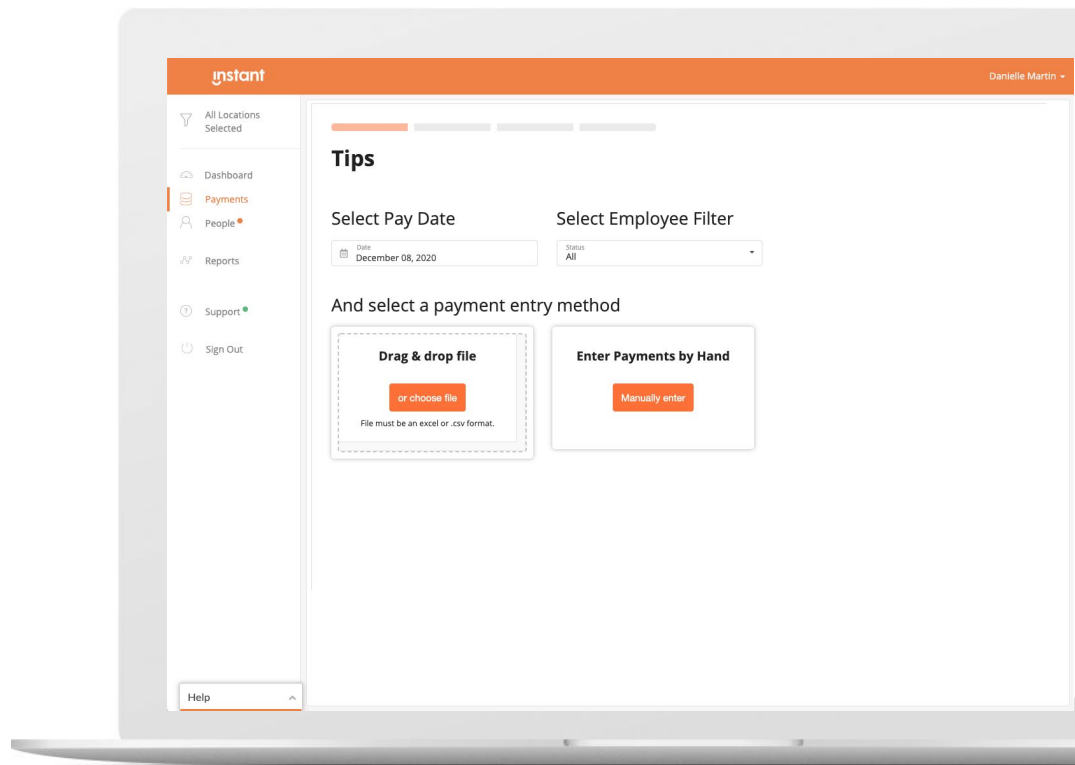 instant
Danielle Martin
All Locations
Selected
Dashboard
Payments
People
Reports
Support
Sign Out
Help
Tips
Select Pay Date
Select Employee Filter
Date
December 08, 2020
Status
All
And select a payment entry method
Drag & drop file
or choose file
File must be an excel or .csv format.
Enter Payments by Hand
Manually enter